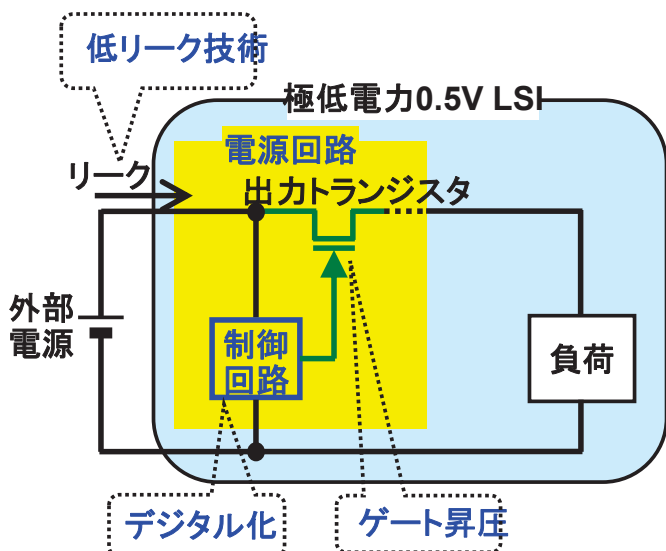 低リーク技術
極低電力0.5V LSI
電源回路
リーク
出力トランジスタ
外部
電源
制御
回路
負荷
デジタル化
ゲート昇圧